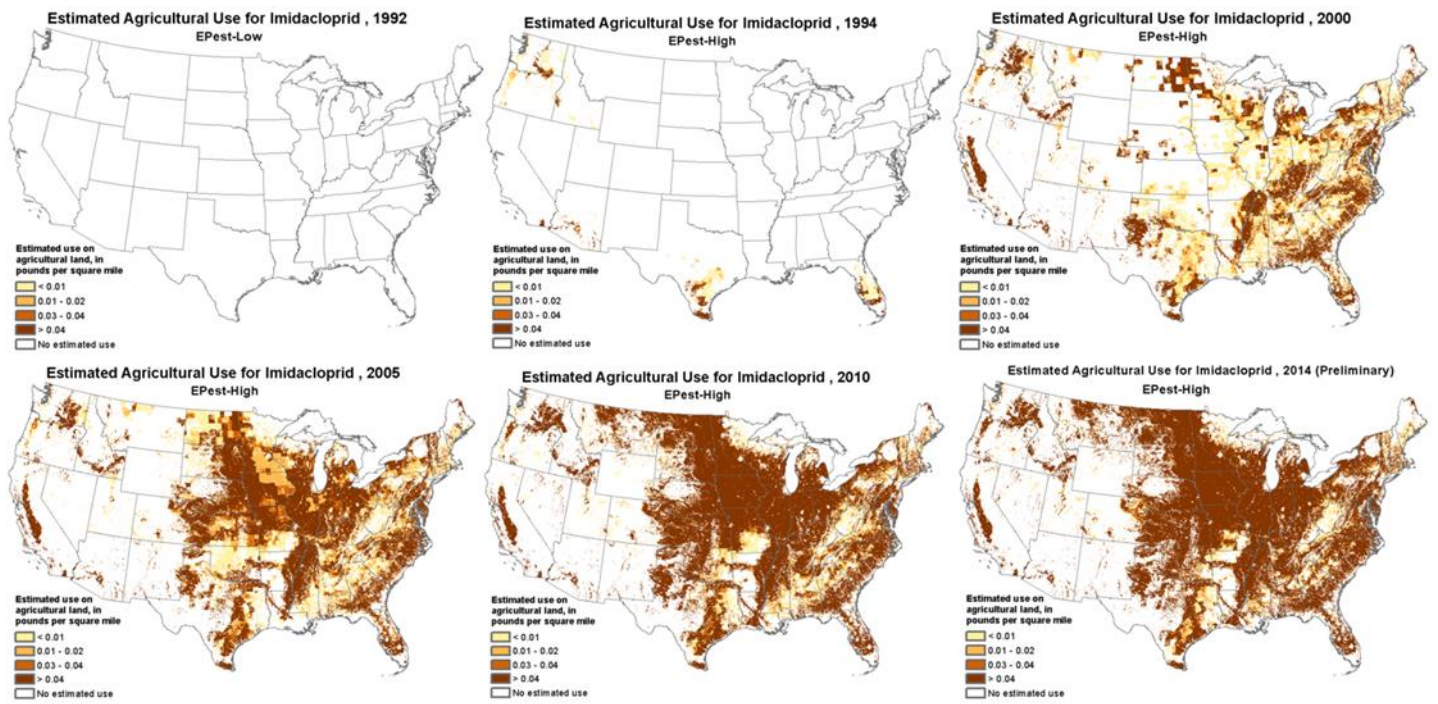 Estimated Agricultural Use for Imidacloprid , 1992
EPest-Low
Estimated use on
agricultural land, in
pounds per square mile
< 0.01
0.01 - 0.02
0.03 - 0.04
> 0.04
No estimated use
Estimated Agricultural Use for Imidacloprid , 1994
EPest-High
Estimated use on
agricultural land, in
pounds per square mile
< 0.01
0.01 - 0.02
0.03 - 0.04
> 0.04
No estimated use
Estimated Agricultural Use for Imidacloprid , 2000
EPest-High
Estimated use on
agricultural land, in
pounds per square mile
< 0.01
0.01 - 0.02
0.03 - 0.04
> 0.04
No estimated use
Estimated Agricultural Use for Imidacloprid , 2005
EPest-High
Estimated use on
agricultural land, in
pounds per square mile
< 0.01
0.01 - 0.02
0.03 - 0.04
> 0.04
No estimated use
Estimated Agricultural Use for Imidacloprid , 2010
EPest-High
Estimated use on
agricultural land, in
pounds per square mile
< 0.01
0.01 - 0.02
0.03 - 0.04
> 0.04
No estimated use
Estimated Agricultural Use for Imidacloprid , 2014 (Preliminary)
EPest-High
Estimated use on
agricultural land, in
pounds per square mile
< 0.01
0.01 - 0.02
0.03 - 0.04
> 0.04
No estimated use